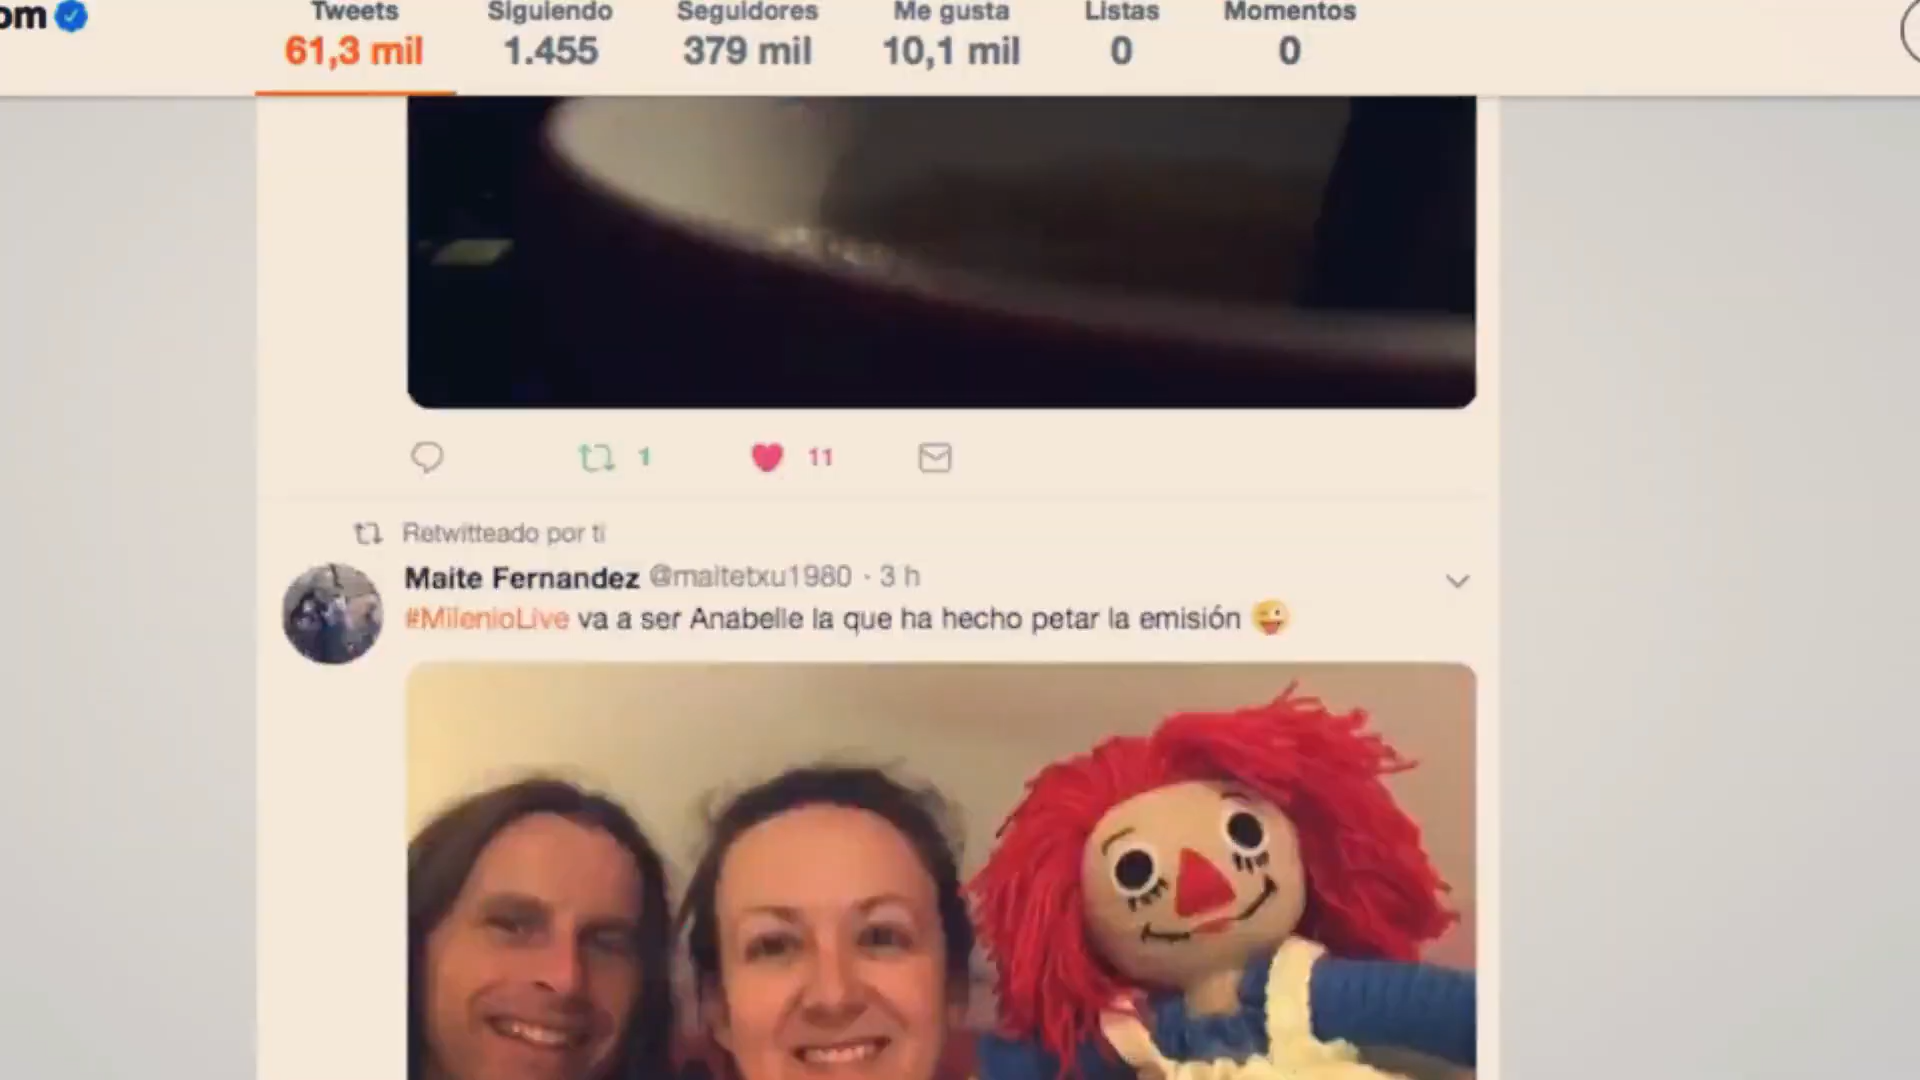 om
Tweets Siguiendo Seguidores Me gusta Listas Momentos
61,3 mil 1.455 379 mil 10,1 mil 0 0
1 11
Retwitteado por ti
Maite Fernandez @maitetxu1980 · 3 h
#MilenioLive va a ser Anabelle la que ha hecho petar la emisión